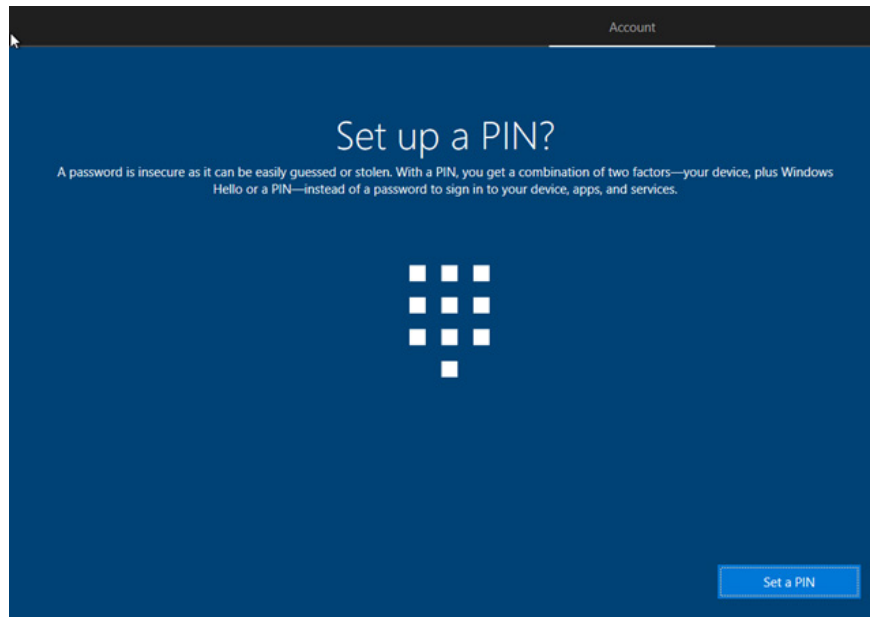 Account
Set up a PIN?
A password is insecure as it can be easily guessed or stolen. With a PIN, you get a combination of two factors—your device, plus Windows
Hello or a PIN—instead of a password to sign in to your device, apps, and services.
Set a PIN